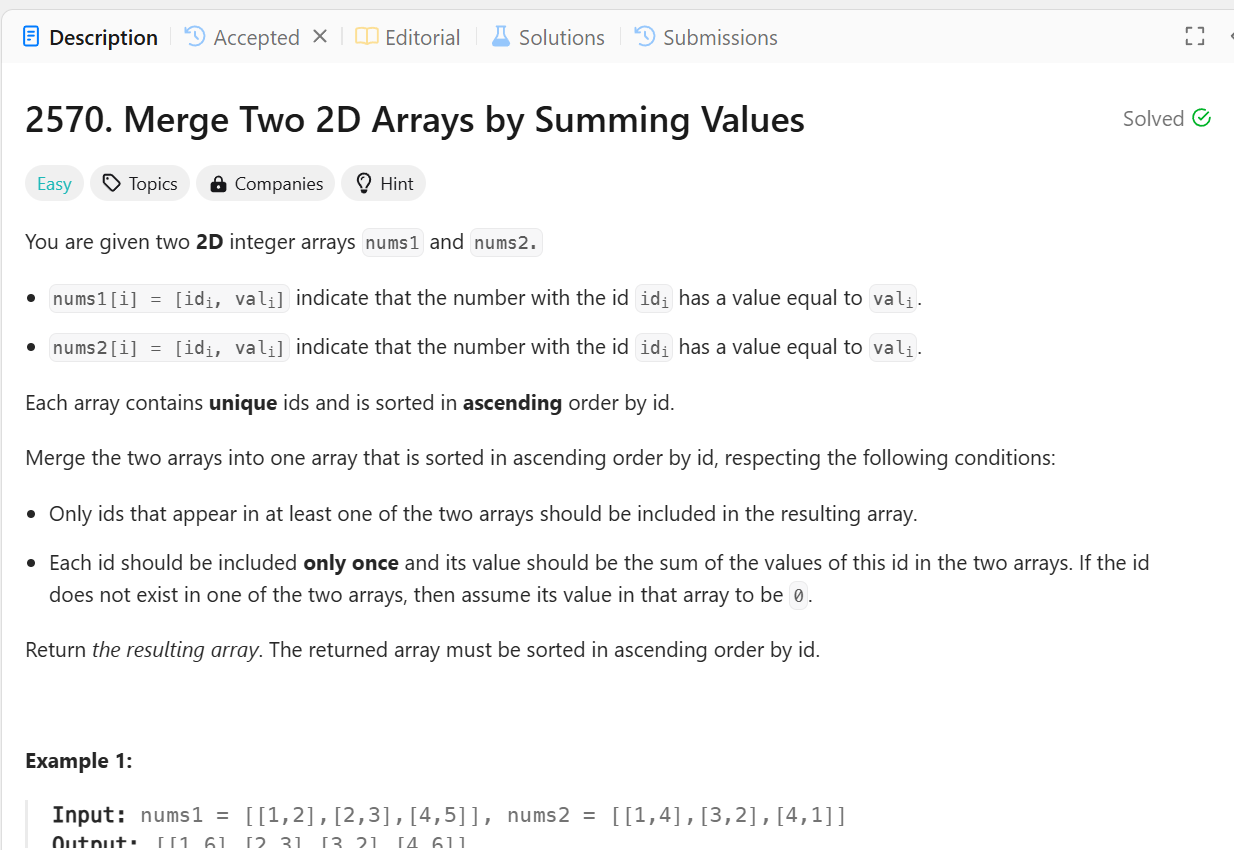 Description Accepted Editorial Solutions Submissions
2570. Merge Two 2D Arrays by Summing Values Solved
Easy Topics Companies Hint
You are given two 2D integer arrays nums1 and nums2.
nums1[i] = [idi, vali] indicate that the number with the id idi has a value equal to vali.
nums2[i] = [idi, vali] indicate that the number with the id idi has a value equal to vali.
Each array contains unique ids and is sorted in ascending order by id.
Merge the two arrays into one array that is sorted in ascending order by id, respecting the following conditions:
Only ids that appear in at least one of the two arrays should be included in the resulting array.
Each id should be included only once and its value should be the sum of the values of this id in the two arrays. If the id
does not exist in one of the two arrays, then assume its value in that array to be 0.
Return the resulting array. The returned array must be sorted in ascending order by id.
Example 1:
Input: nums1 = [[1,2],[2,3],[4,5]], nums2 = [[1,4],[3,2],[4,1]]
Output: [[1,6],[2,3],[3,2],[4,6]]